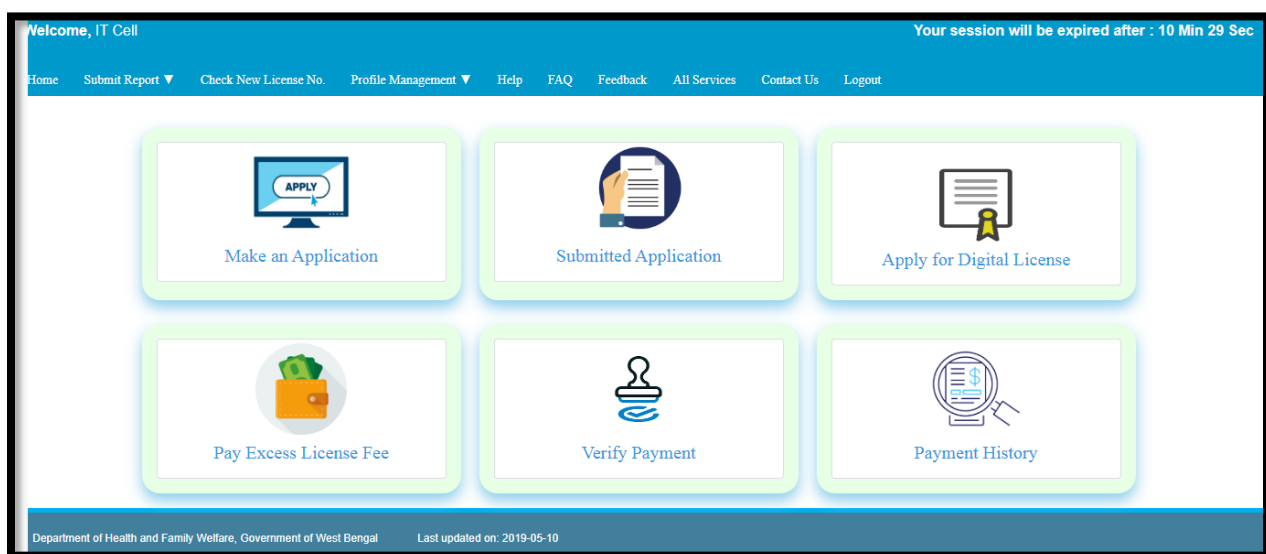 Welcome, IT Cell
Your session will be expired after : 10 Min 29 Sec
Home Submit Report ▼ Check New License No. Profile Management ▼ Help FAQ Feedback All Services Contact Us Logout
APPLY
Make an Application
Submitted Application
Apply for Digital License
Pay Excess License Fee
Verify Payment
$
Payment History
Department of Health and Family Welfare, Government of West Bengal
Last updated on: 2019-05-10